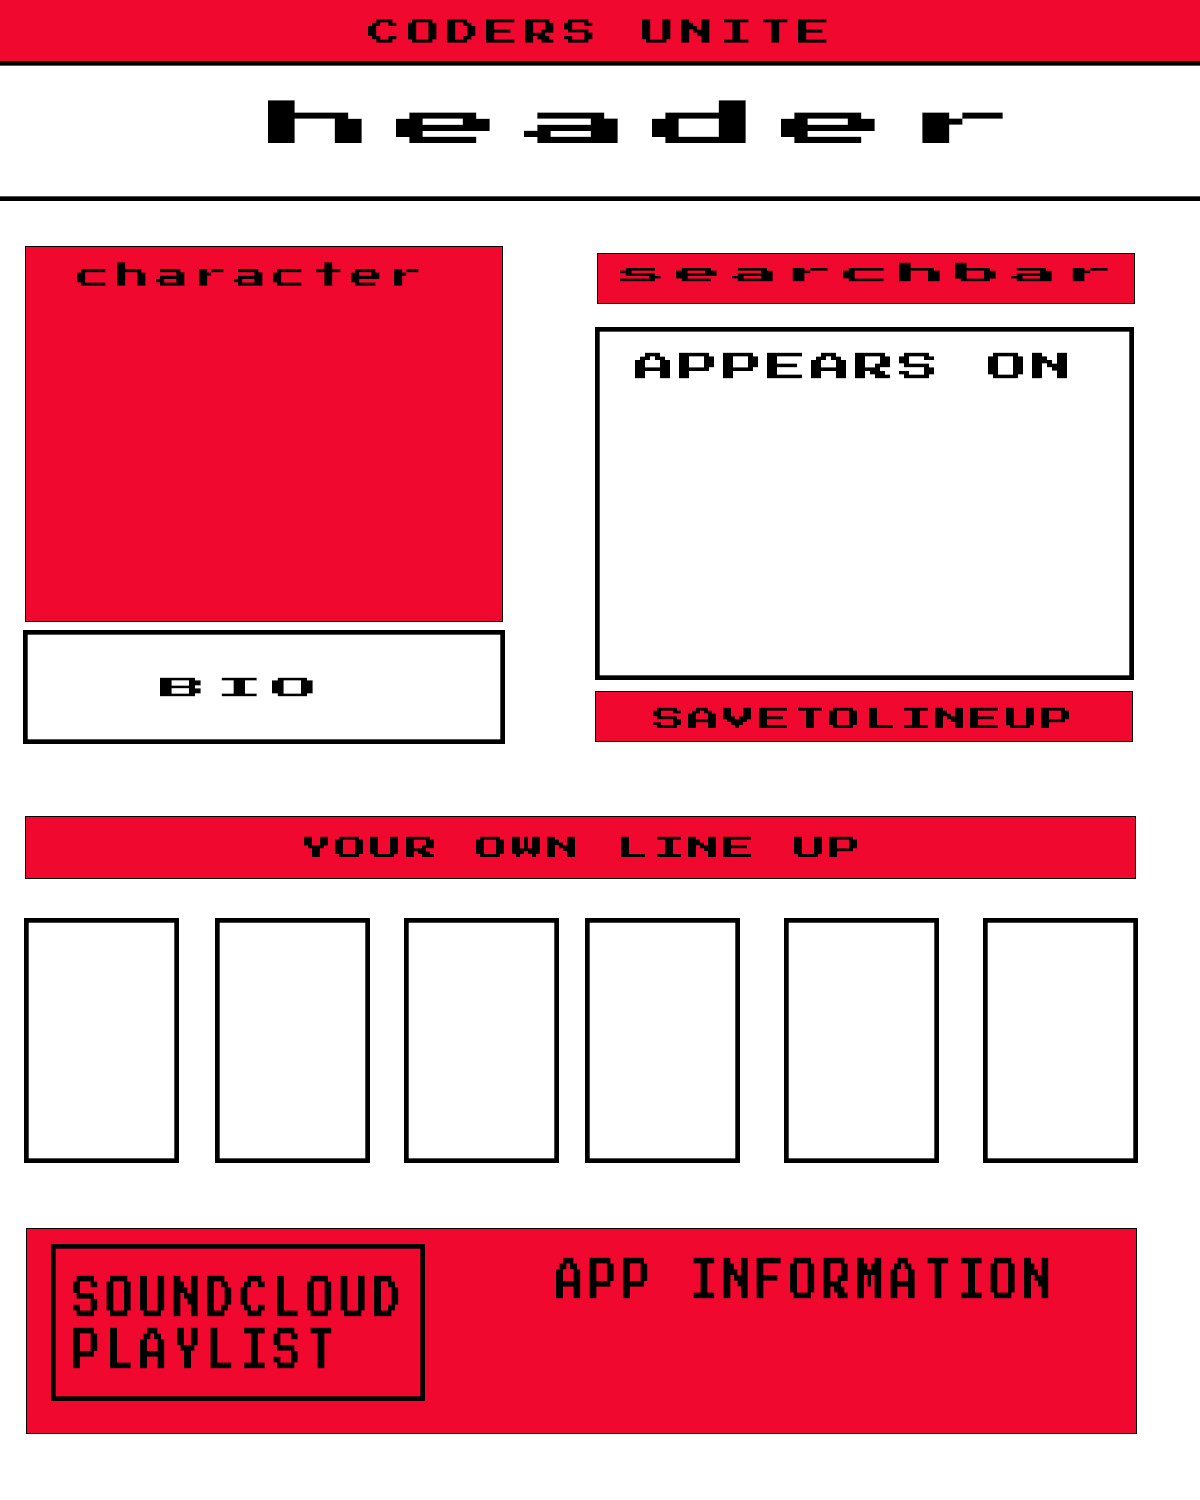 CODERS UNITE
header
character
searchbar
APPEARS ON
BIO
SAVETOLINEUP
YOUR OWN LINE UP
SOUNDCLOUD
PLAYLIST
APP INFORMATION